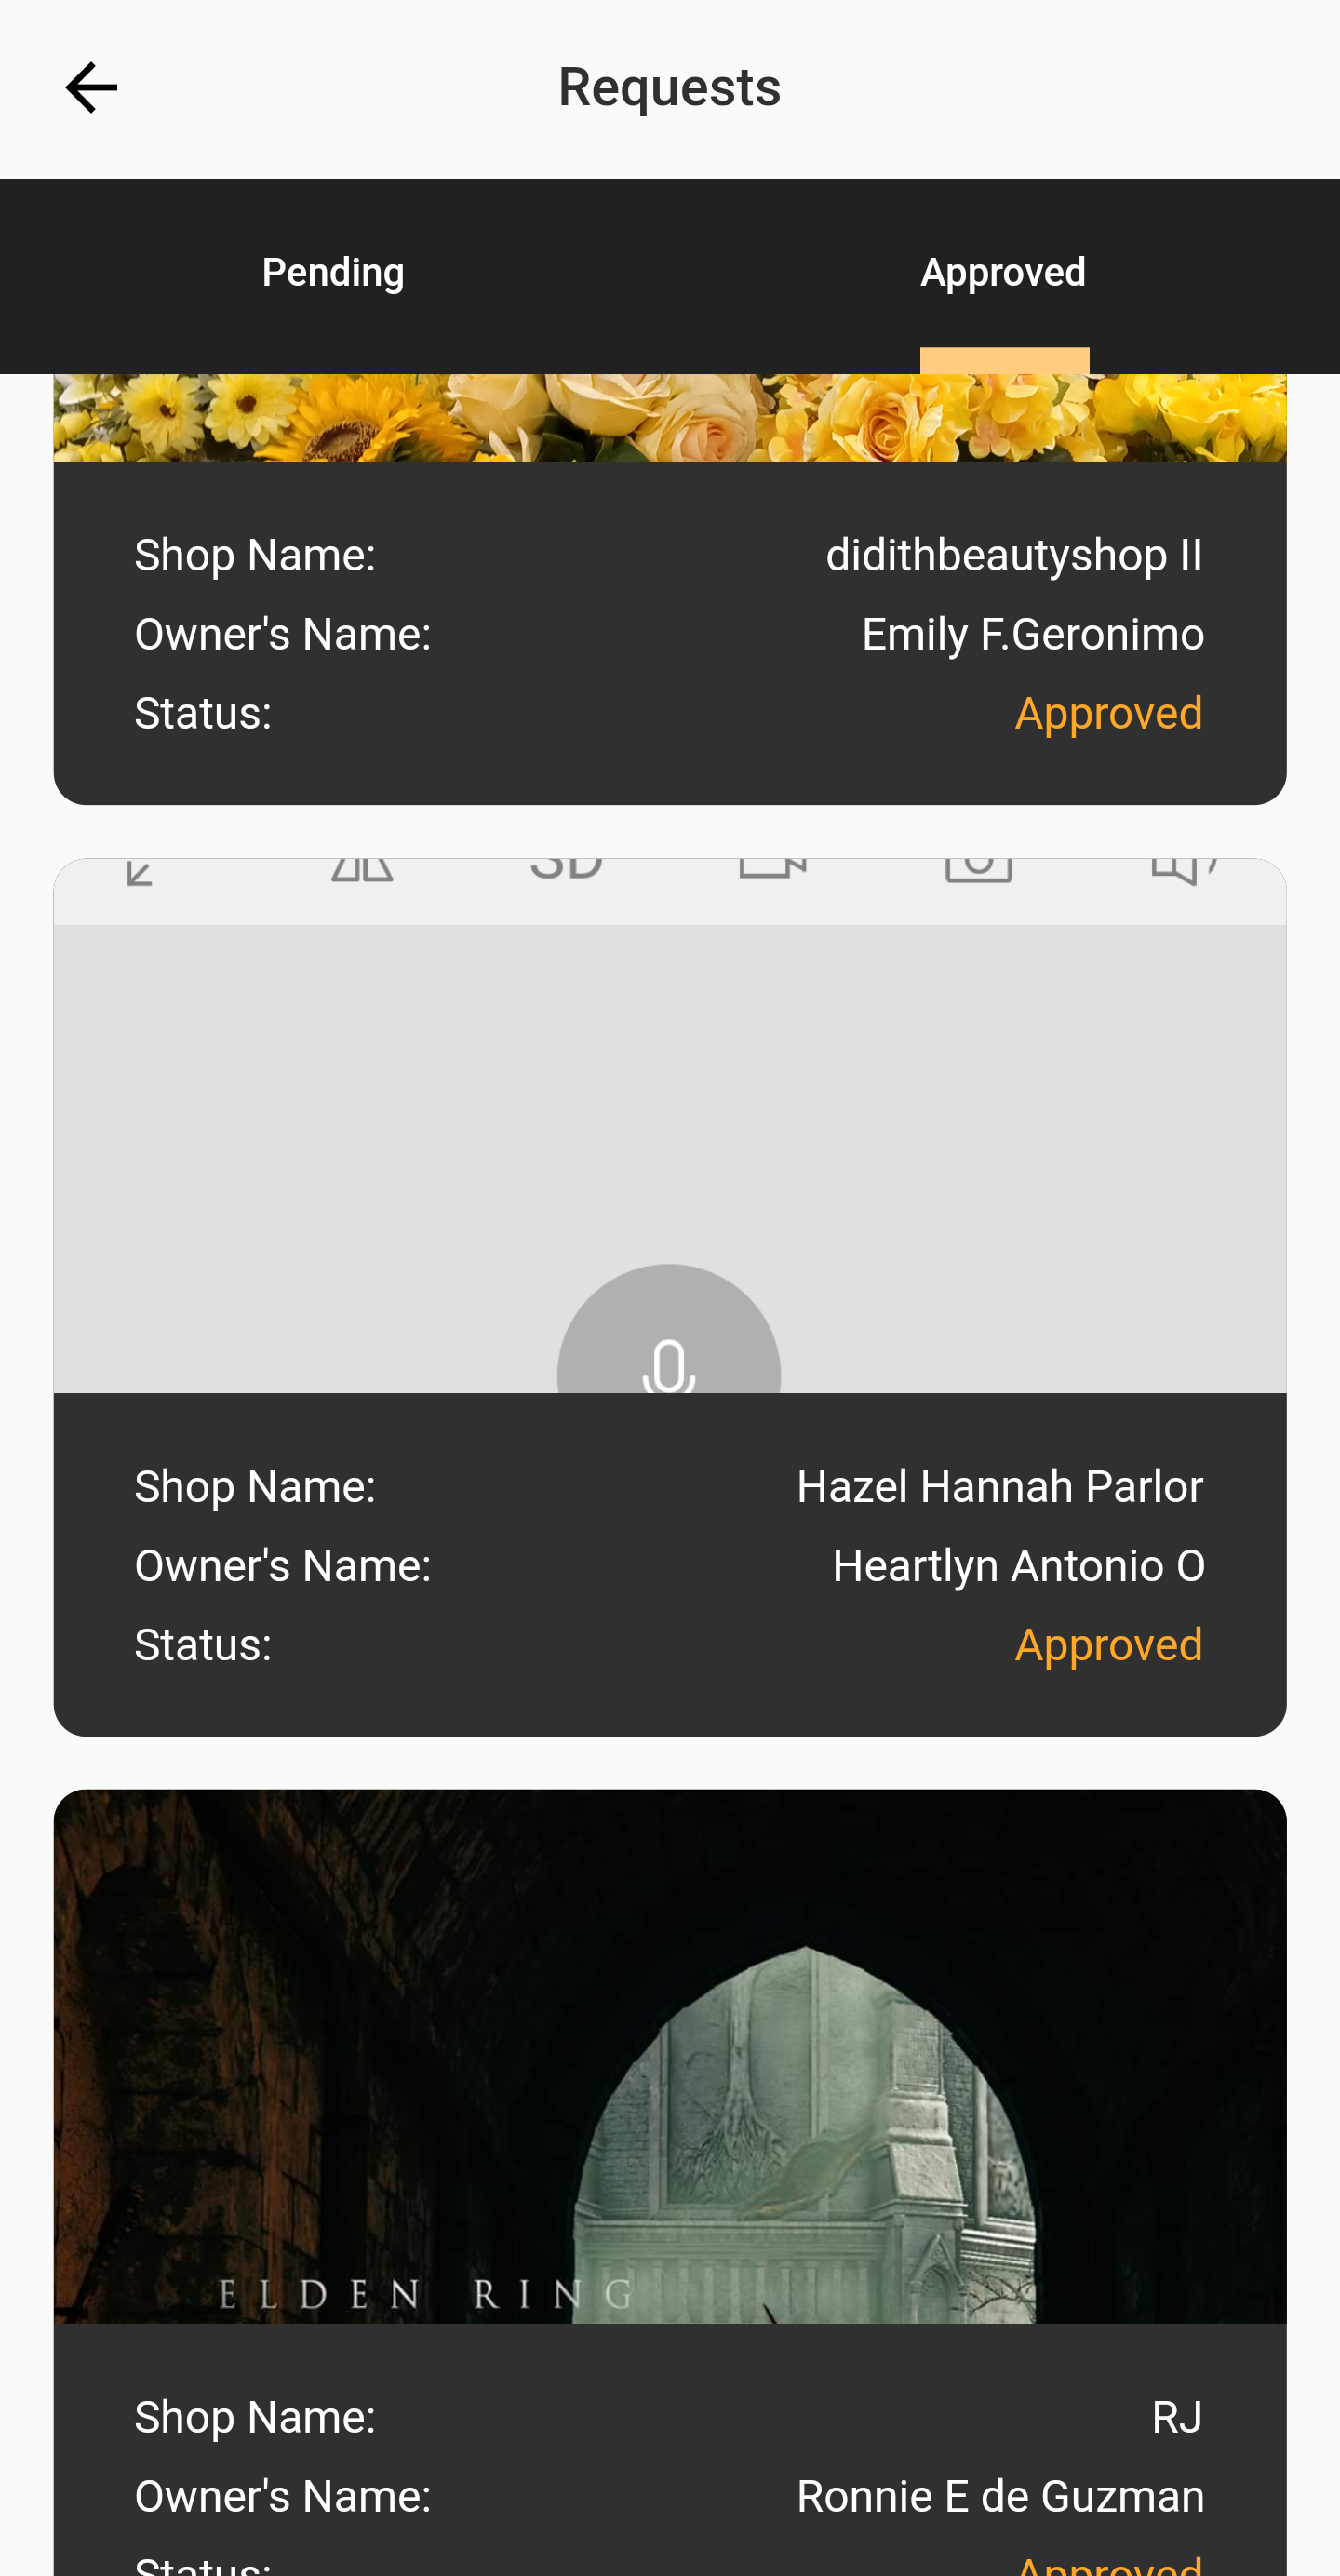 Requests
Pending Approved
Shop Name: didithbeautyshop II
Owner's Name: Emily F.Geronimo
Status: Approved
3D
Shop Name: Hazel Hannah Parlor
Owner's Name: Heartlyn Antonio O
Status: Approved
ELDEN RING
Shop Name: RJ
Owner's Name: Ronnie E de Guzman
Status: Approved